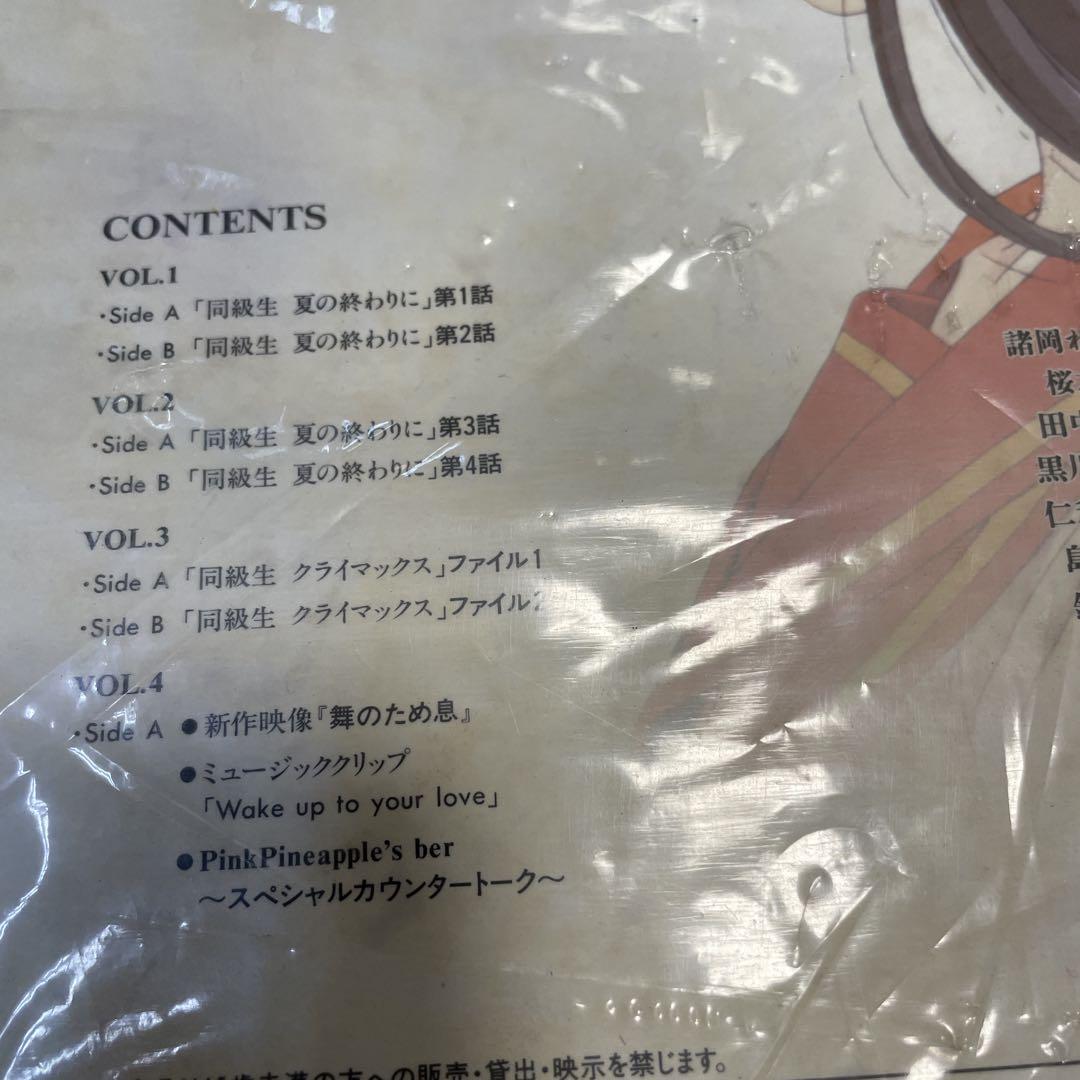 CONTENTS
VOL.1
・Side A 「同級生 夏の終わりに」第1話
・Side B 「同級生 夏の終わりに」第2話
VOL.2
・Side A 「同級生 夏の終わりに」第3話
・Side B 「同級生 夏の終わりに」第4話
VOL.3
・Side A 「同級生 クライマックス」ファイル1
・Side B 「同級生 クライマックス」ファイル2
VOL.4
・Side A ●新作映像『舞のため息』
●ミュージッククリップ
「Wake up to your love」
●PinkPineapple's ber
〜スペシャルカウンタートーク〜
諸岡
桜
田中
黒川
仁
の方への販売・貸出・映示を禁じます。